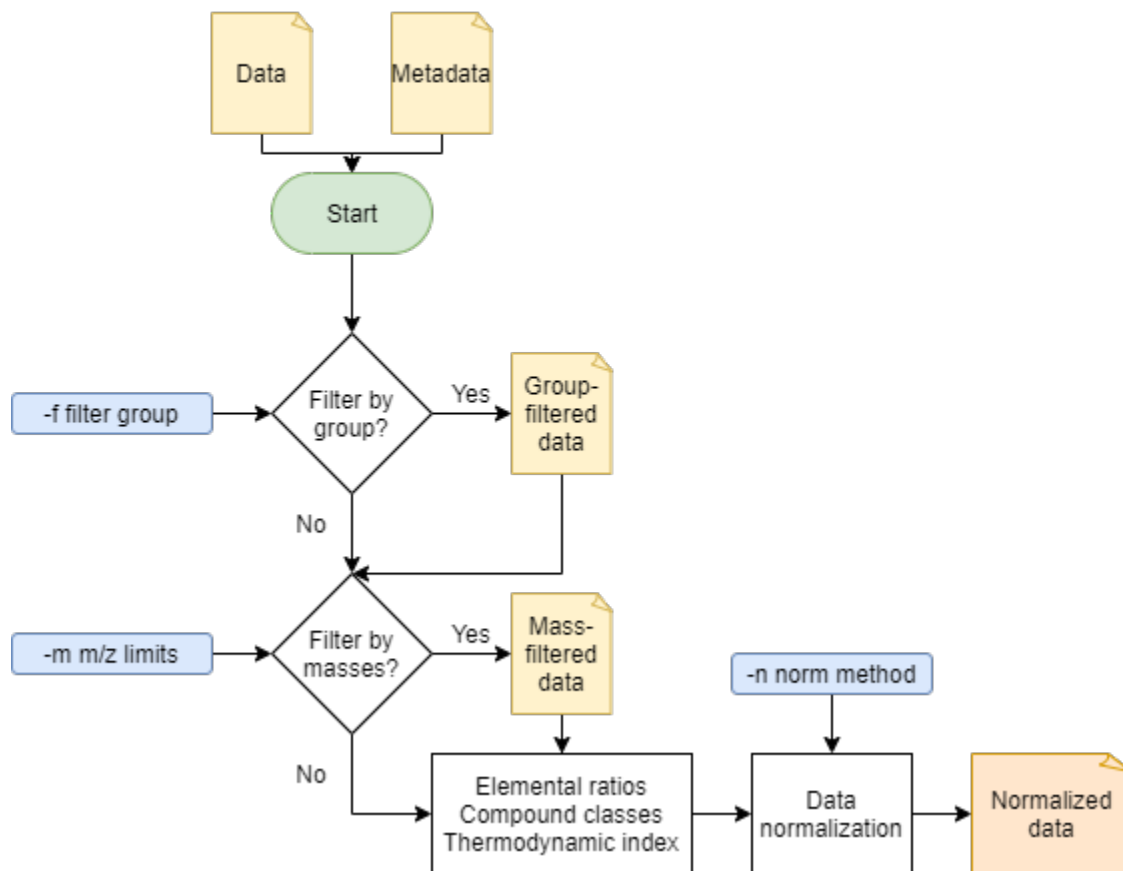 Data
Metadata
Start
-f filter group
Filter by
group?
Yes
Group-
filtered
data
No
-m m/z limits
Filter by
masses?
Yes
Mass-
filtered
data
-n norm method
No
Elemental ratios
Compound classes
Thermodynamic index
Data
normalization
Normalized
data